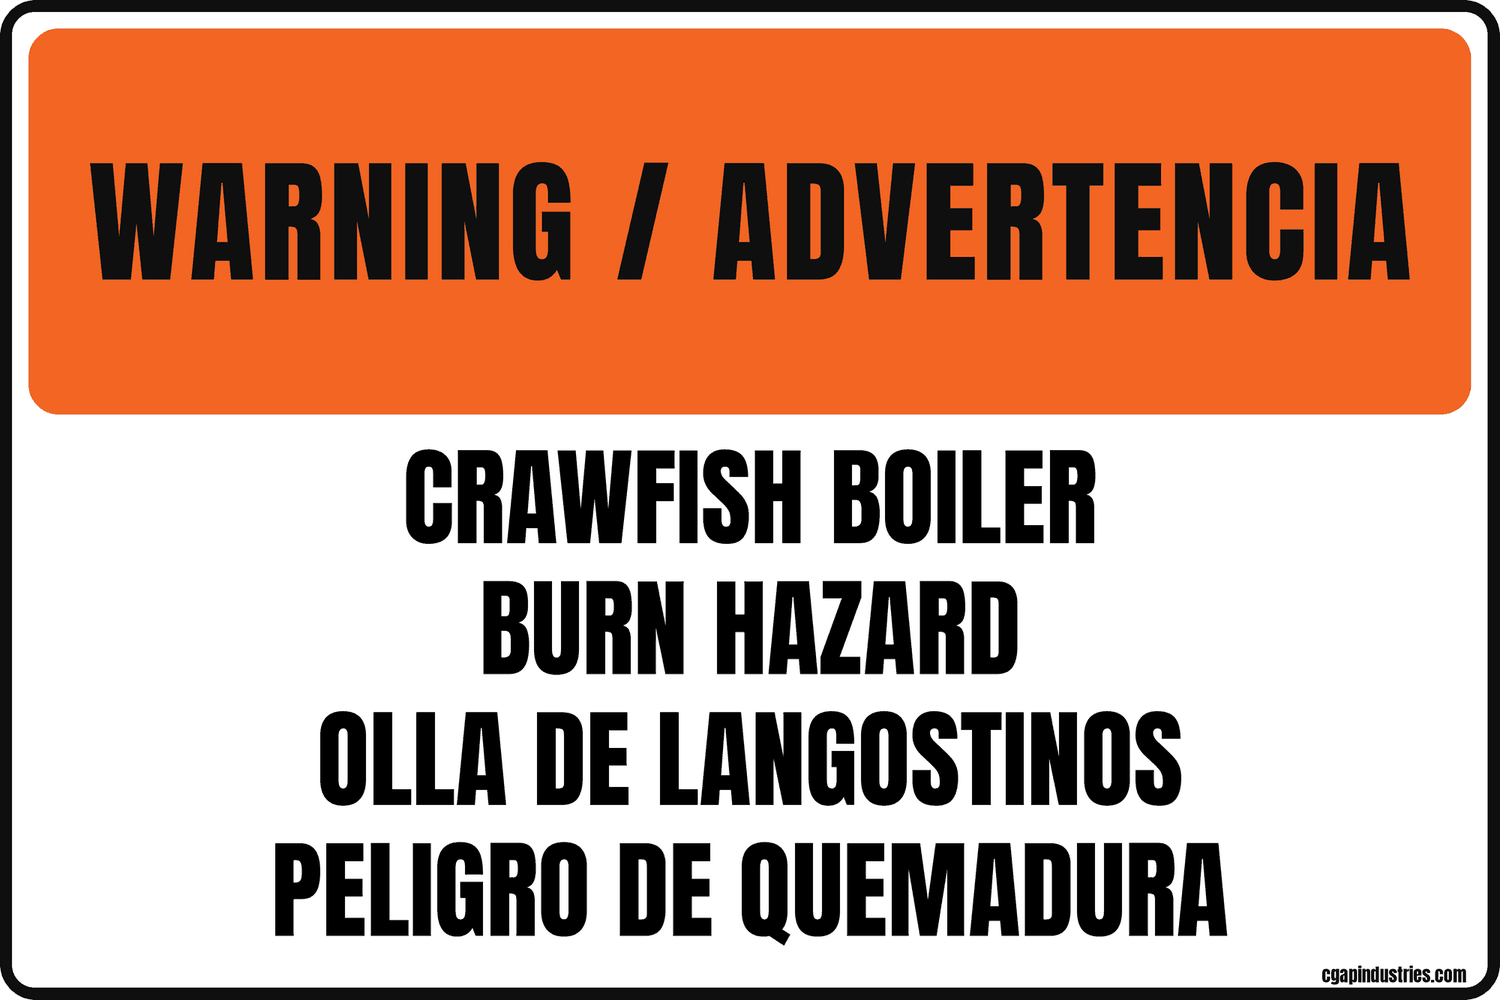 WARNING / ADVERTENCIA
CRAWFISH BOILER
BURN HAZARD
OLLA DE LANGOSTINOS
PELIGRO DE QUEMADURA
cgapindustries.com